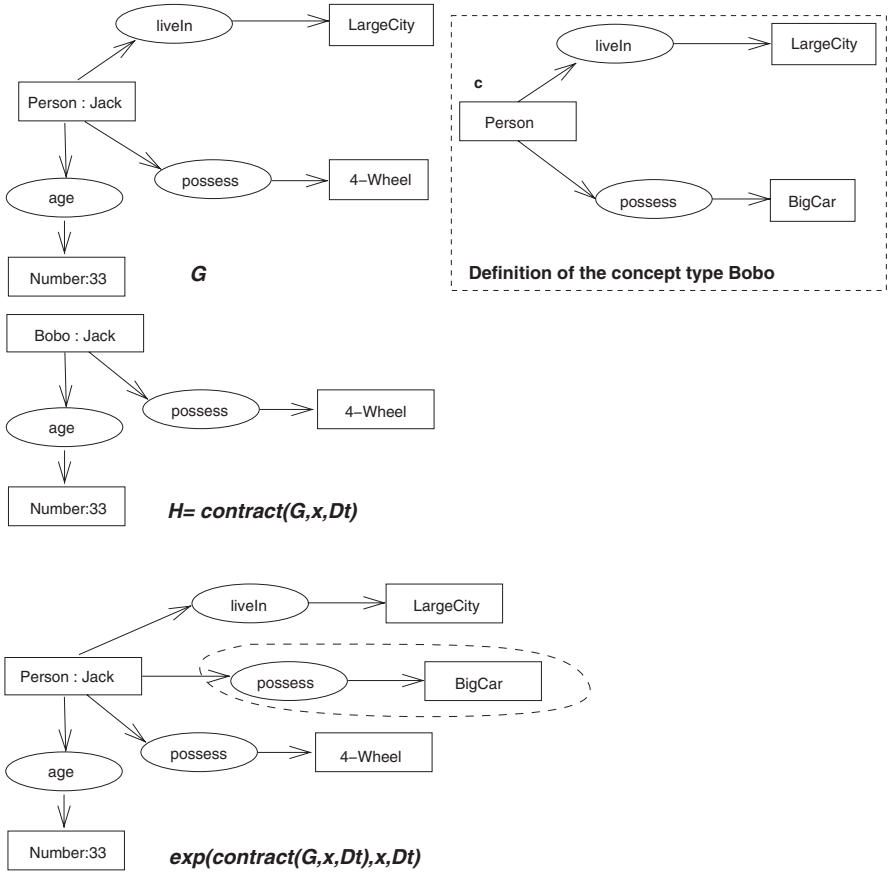 liveIn
LargeCity
Person : Jack
possess
4−Wheel
age
Number:33
G
liveIn
LargeCity
c
Person
possess
BigCar
Definition of the concept type Bobo
Bobo : Jack
possess
4−Wheel
age
Number:33
H= contract(G,x,Dt)
liveIn
LargeCity
Person : Jack
possess
BigCar
possess
4−Wheel
age
Number:33
exp(contract(G,x,Dt),x,Dt)